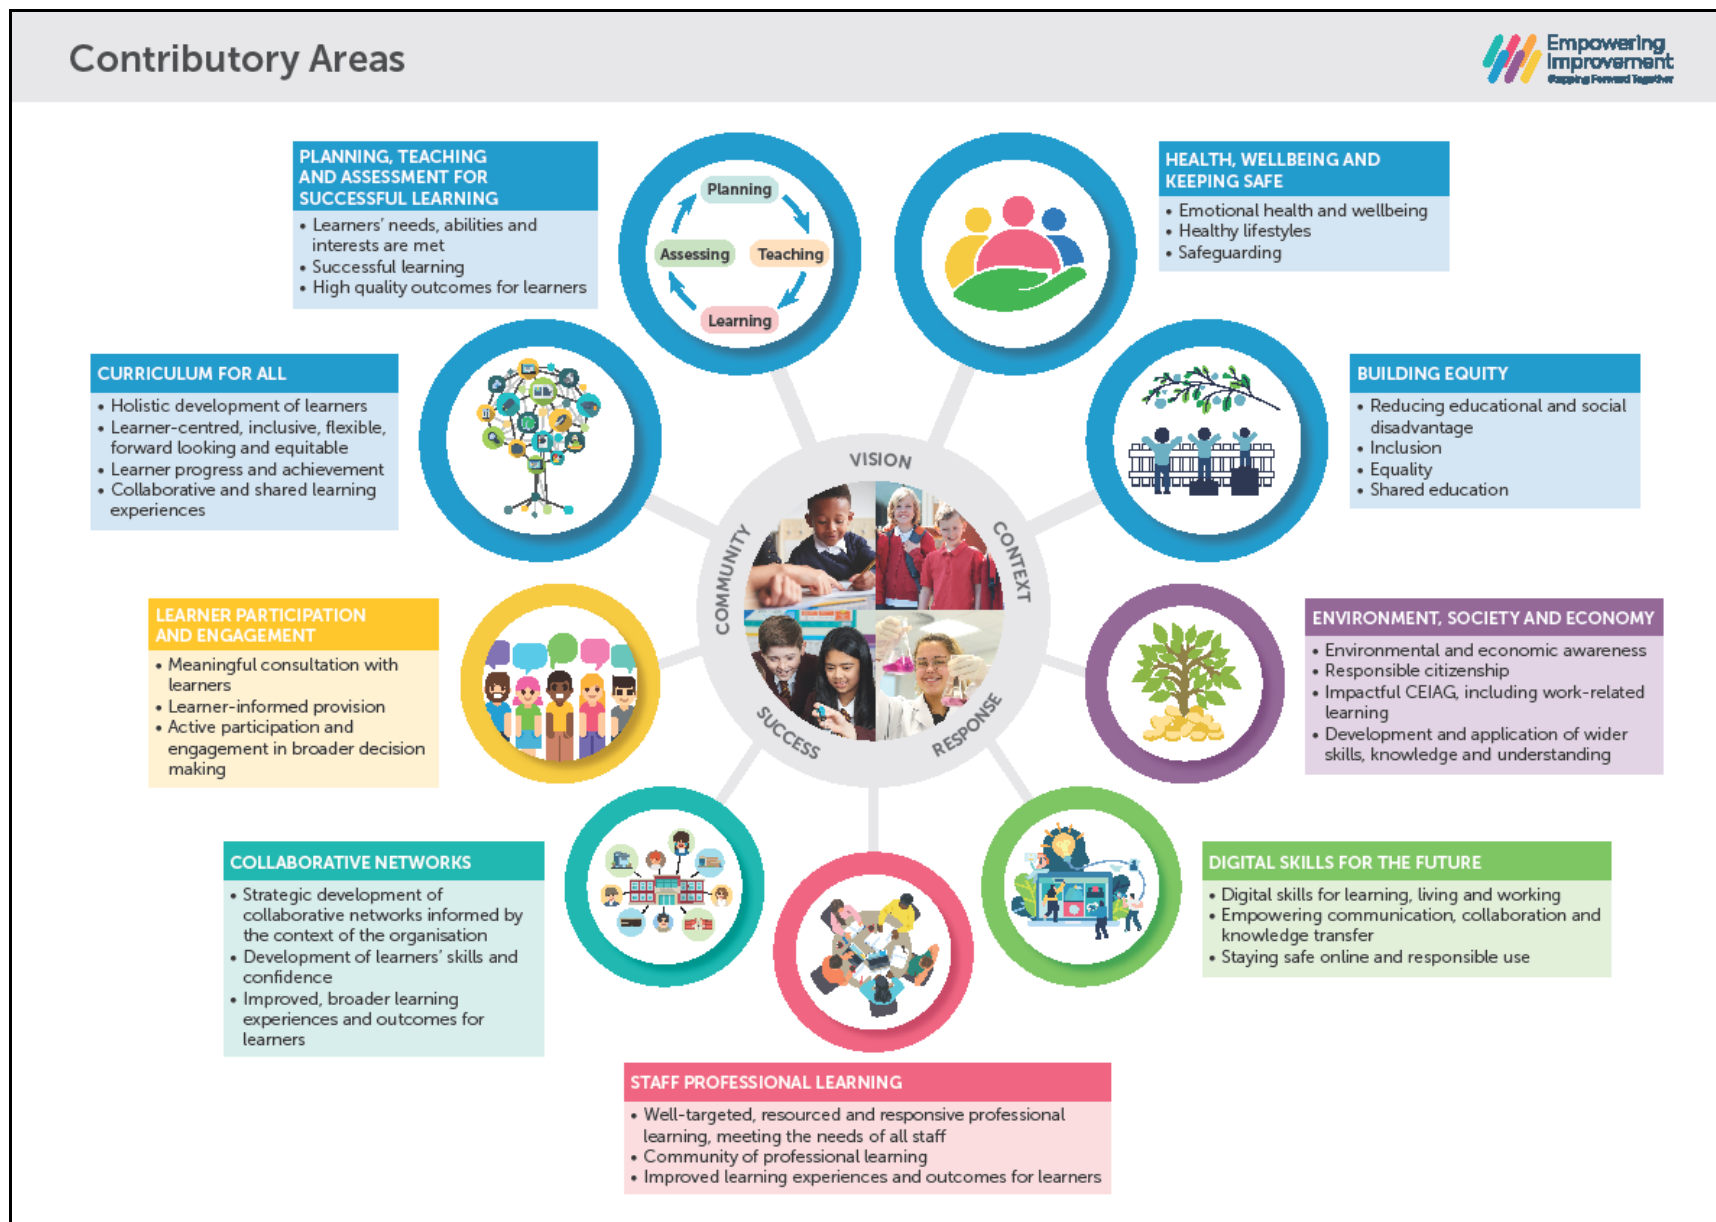 Contributory Areas
Empowering
Improvement
Stepping Forward Together
PLANNING, TEACHING
AND ASSESSMENT FOR
SUCCESSFUL LEARNING
• Learners' needs, abilities and
interests are met
• Successful learning
• High quality outcomes for learners
Planning
Assessing
Teaching
Learning
HEALTH, WELLBEING AND
KEEPING SAFE
• Emotional health and wellbeing
• Healthy lifestyles
• Safeguarding
CURRICULUM FOR ALL
• Holistic development of learners
• Learner-centred, inclusive, flexible,
forward looking and equitable
• Learner progress and achievement
• Collaborative and shared learning
experiences
BUILDING EQUITY
• Reducing educational and social
disadvantage
• Inclusion
• Equality
• Shared education
VISION
CONTEXT
RESPONSE
SUCCESS
COMMUNITY
LEARNER PARTICIPATION
AND ENGAGEMENT
• Meaningful consultation with
learners
• Learner-informed provision
• Active participation and
engagement in broader decision
making
ENVIRONMENT, SOCIETY AND ECONOMY
• Environmental and economic awareness
• Responsible citizenship
• Impactful CEIAG, including work-related
learning
• Development and application of wider
skills, knowledge and understanding
COLLABORATIVE NETWORKS
• Strategic development of
collaborative networks informed by
the context of the organisation
• Development of learners' skills and
confidence
• Improved, broader learning
experiences and outcomes for
learners
DIGITAL SKILLS FOR THE FUTURE
• Digital skills for learning, living and working
• Empowering communication, collaboration and
knowledge transfer
• Staying safe online and responsible use
STAFF PROFESSIONAL LEARNING
• Well-targeted, resourced and responsive professional
learning, meeting the needs of all staff
• Community of professional learning
• Improved learning experiences and outcomes for learners